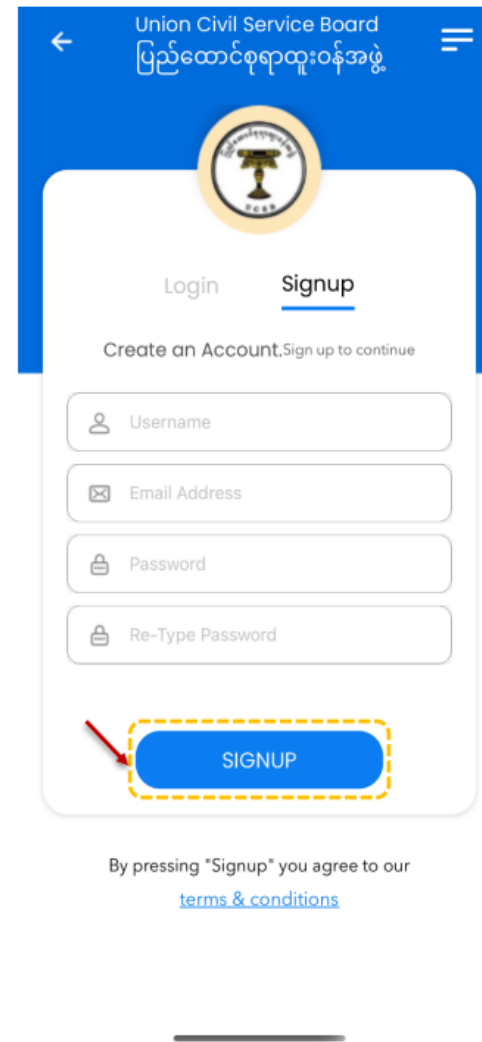 Union Civil Service Board
ပြည်ထောင်စုရာထူးဝန်အဖွဲ့
UCSB
Login Signup
Create an Account.Sign up to continue
Username
Email Address
Password
Re-Type Password
SIGNUP
By pressing "Signup" you agree to our
terms & conditions